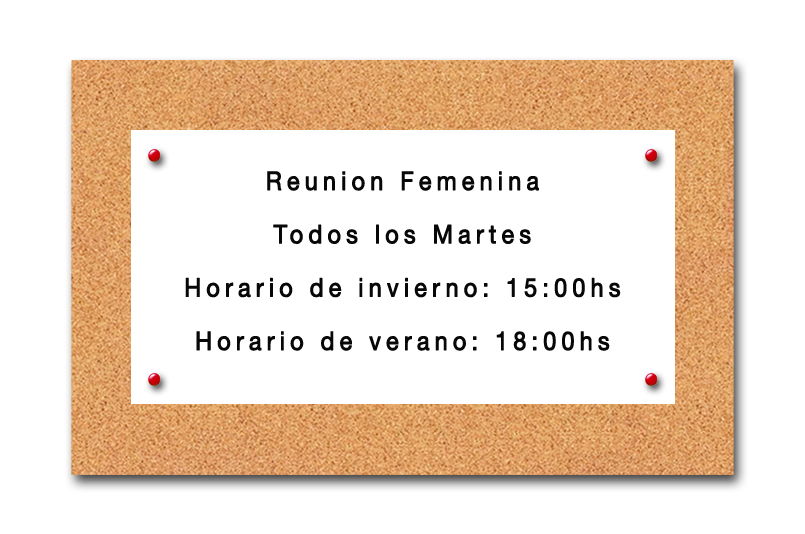 Reunion Femenina
Todos los Martes
Horario de invierno: 15:00hs
Horario de verano: 18:00hs